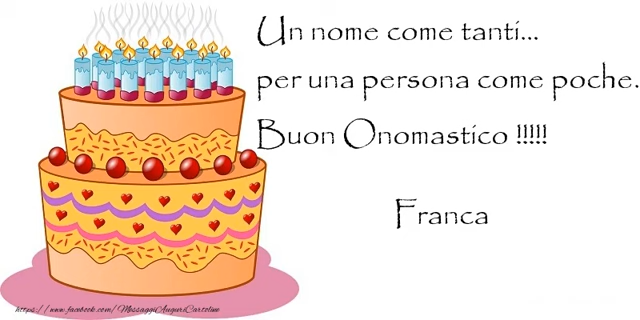 Un nome come tanti...
per una persona come poche.
Buon Onomastico !!!!!
Franca
https://www.facebook.com/MessaggiAuguriCartoline